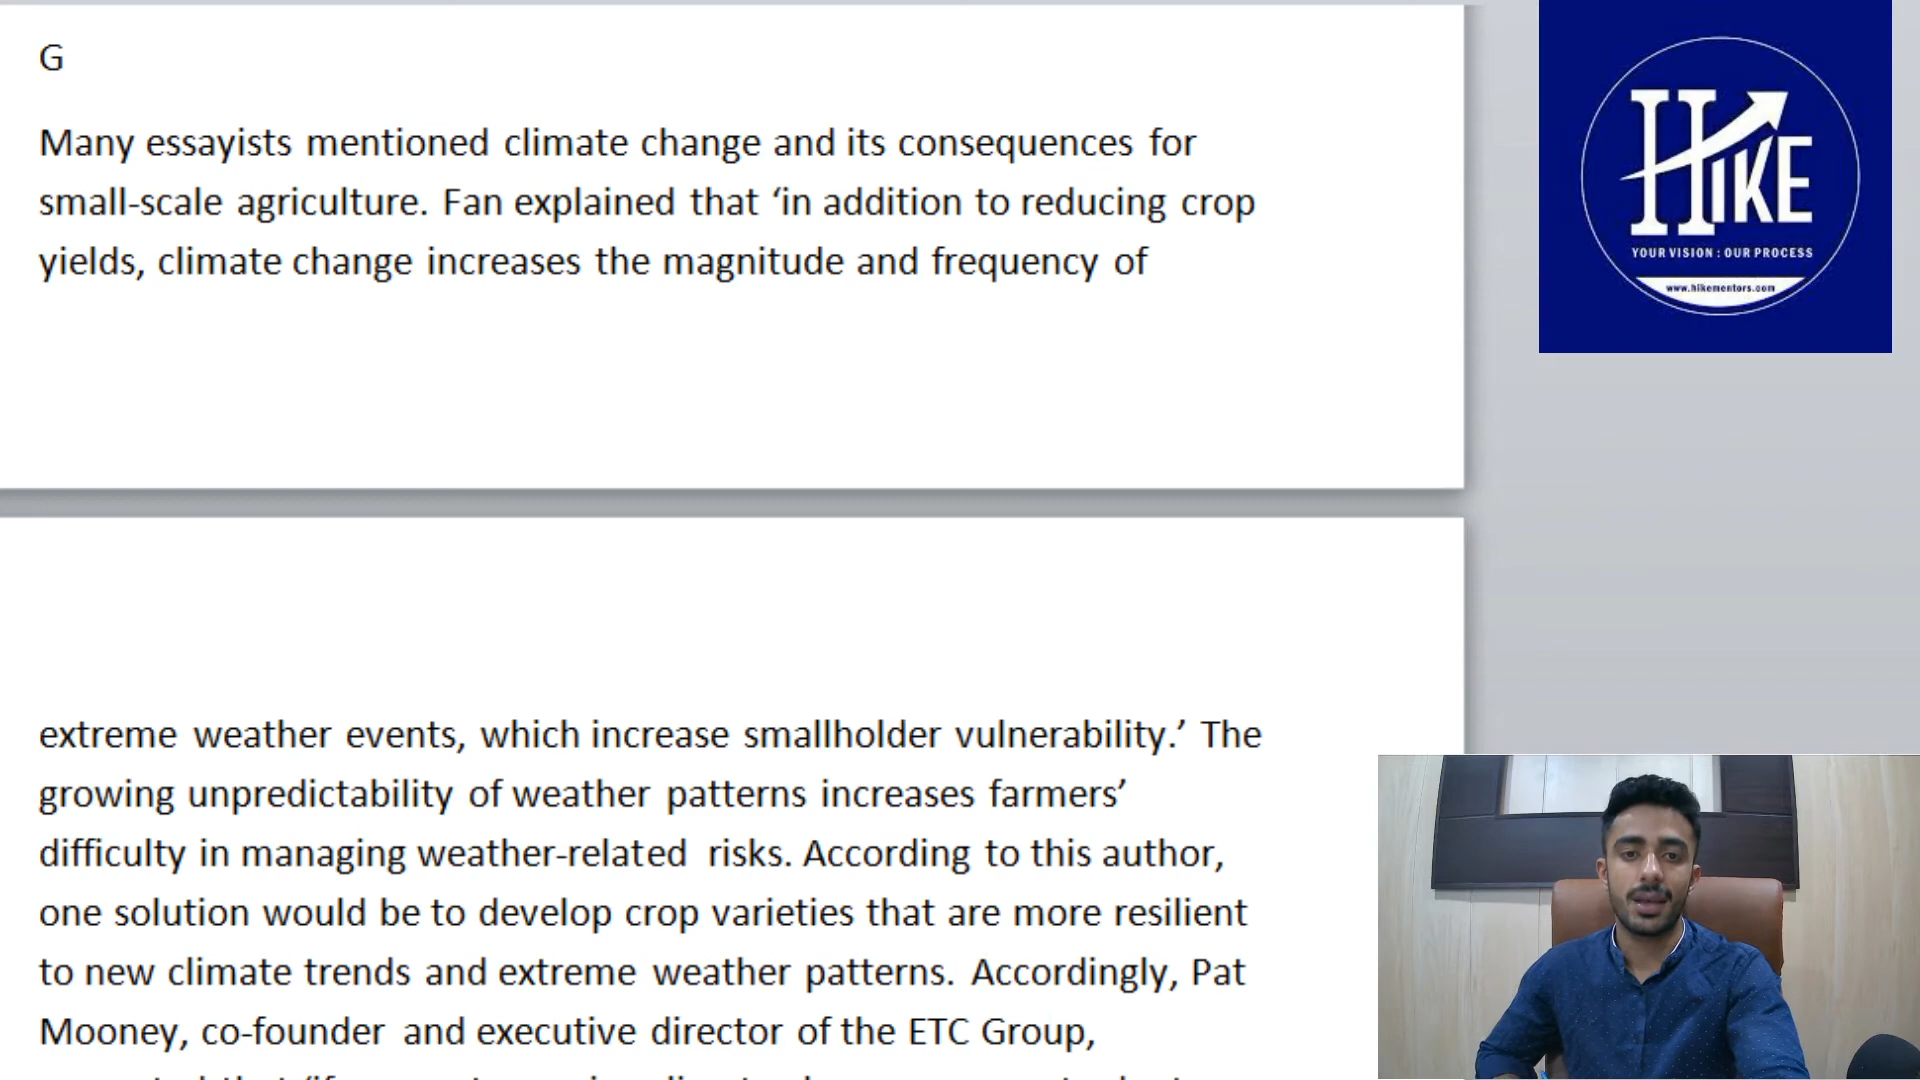 G
Many essayists mentioned climate change and its consequences for
small-scale agriculture. Fan explained that ‘in addition to reducing crop
yields, climate change increases the magnitude and frequency of
extreme weather events, which increase smallholder vulnerability.’ The
growing unpredictability of weather patterns increases farmers’
difficulty in managing weather-related risks. According to this author,
one solution would be to develop crop varieties that are more resilient
to new climate trends and extreme weather patterns. Accordingly, Pat
Mooney, co-founder and executive director of the ETC Group,
HIKE
YOUR VISION : OUR PROCESS
www.hikementors.com